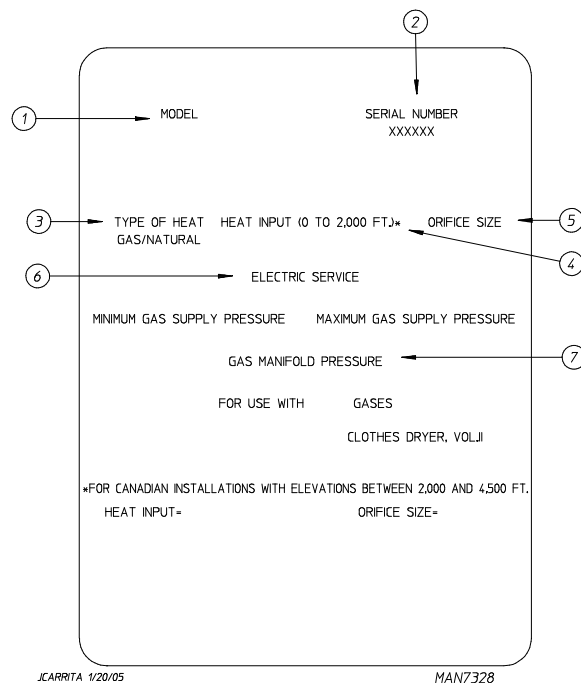 2
1
MODEL SERIAL NUMBER
XXXXXX
3 TYPE OF HEAT HEAT INPUT (0 TO 2,000 FT.)* ORIFICE SIZE 5
GAS/NATURAL
4
6 ELECTRIC SERVICE
MINIMUM GAS SUPPLY PRESSURE MAXIMUM GAS SUPPLY PRESSURE
GAS MANIFOLD PRESSURE 7
FOR USE WITH GASES
CLOTHES DRYER, VOL.II
*FOR CANADIAN INSTALLATIONS WITH ELEVATIONS BETWEEN 2,000 AND 4,500 FT.
HEAT INPUT= ORIFICE SIZE=
JCARRITA 1/20/05 MAN7328